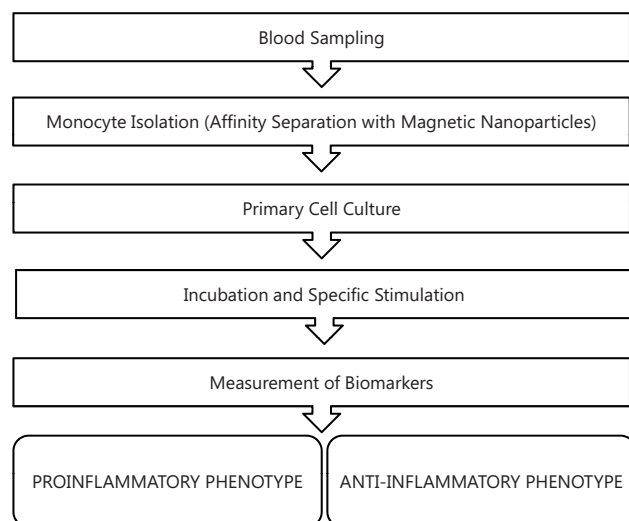 Blood Sampling
Monocyte Isolation (Affinity Separation with Magnetic Nanoparticles)
Primary Cell Culture
Incubation and Specific Stimulation
Measurement of Biomarkers
PROINFLAMMATORY PHENOTYPE
ANTI-INFLAMMATORY PHENOTYPE